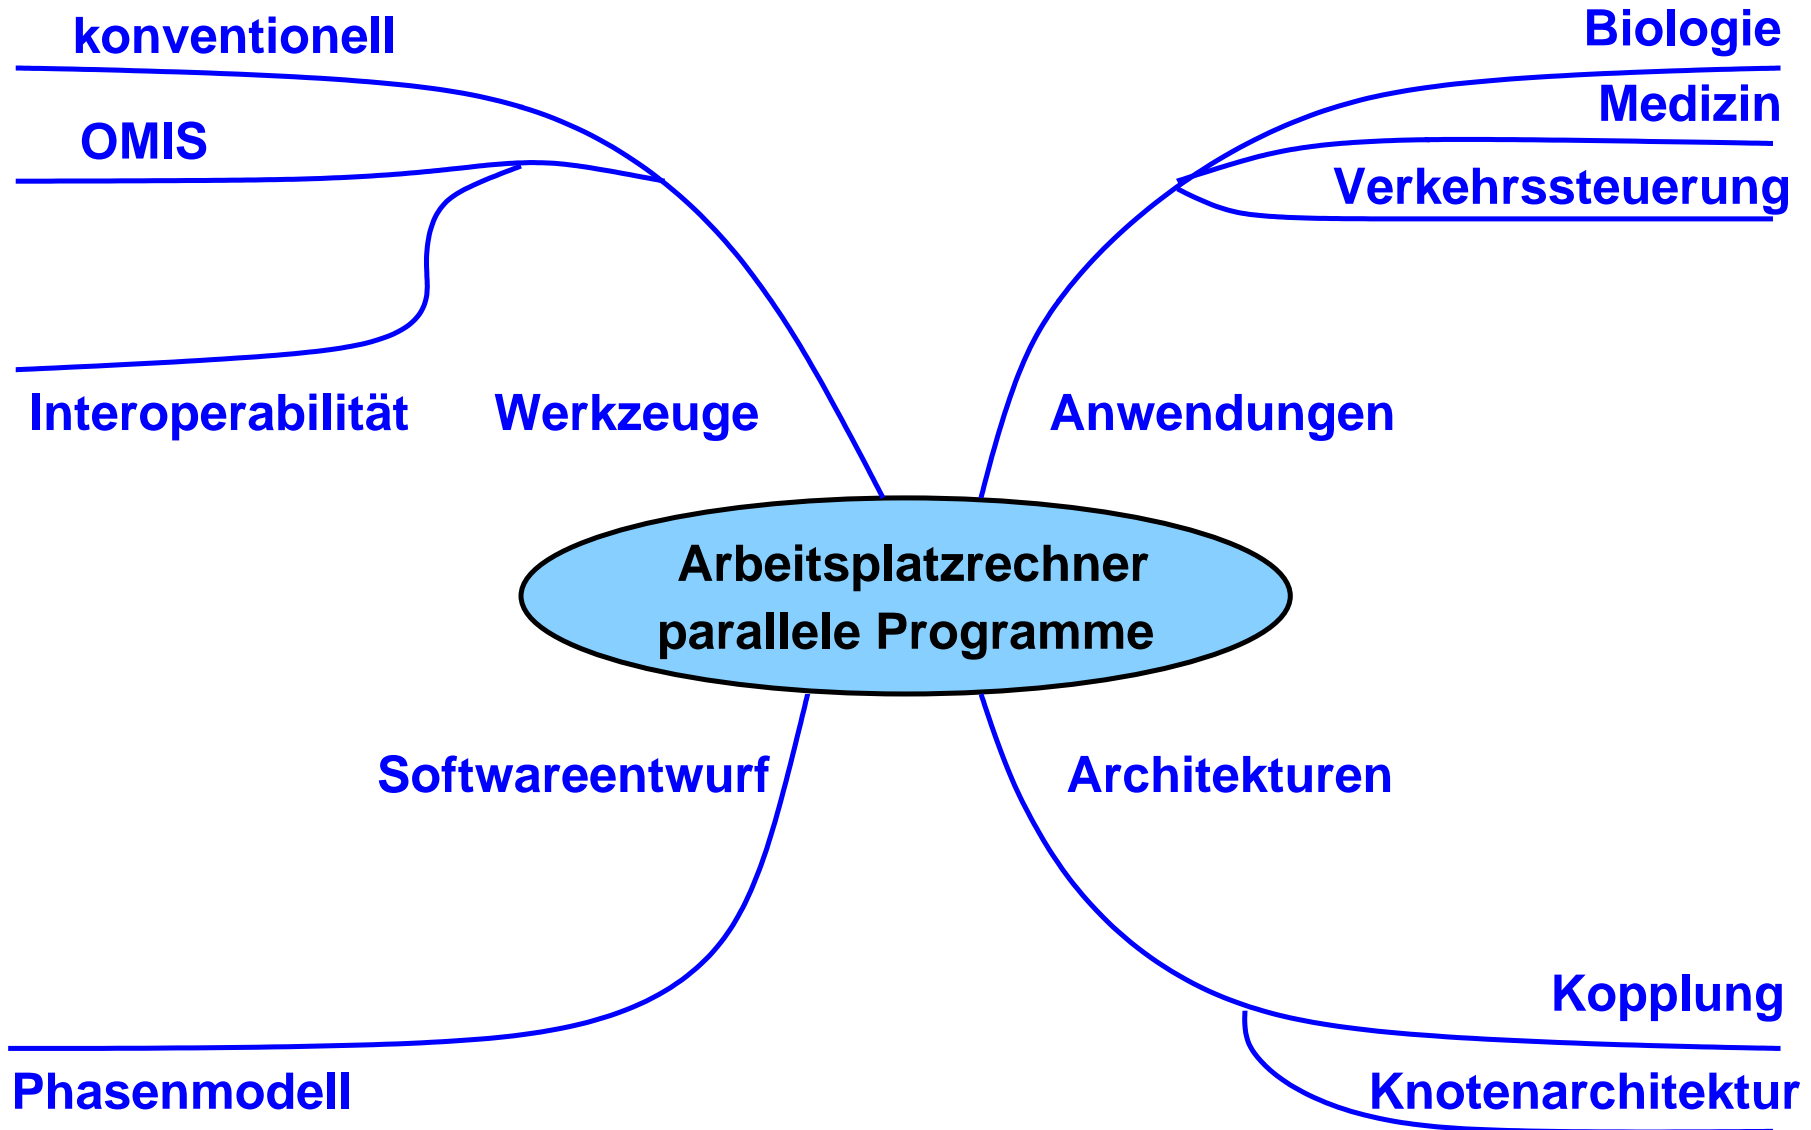 konventionell
Biologie
Medizin
OMIS
Verkehrssteuerung
Interoperabilität
Werkzeuge
Anwendungen
Arbeitsplatzrechner
parallele Programme
Softwareentwurf
Architekturen
Kopplung
Phasenmodell
Knotenarchitektur